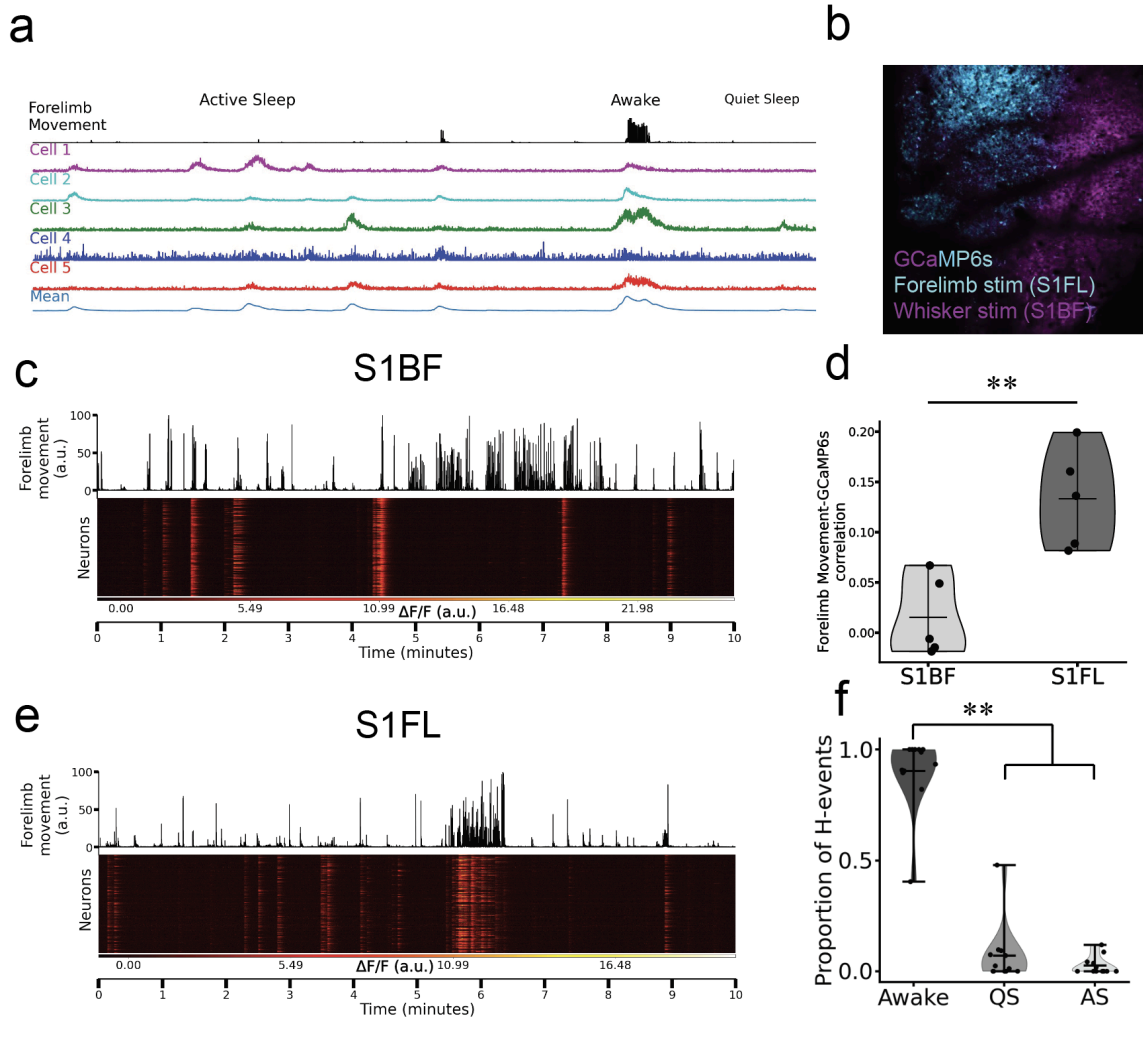 a
Active Sleep
Awake
Quiet Sleep
Forelimb
Movement
Cell 1
Cell 2
Cell 3
Cell 4
Cell 5
Mean
b
GCaMP6s
Forelimb stim (S1FL)
Whisker stim (S1BF)
c
S1BF
Forelimb
movement
(a.u.)
100
50
0
Neurons
0.00 5.49 10.99 16.48 21.98
ΔF/F (a.u.)
0 1 2 3 4 5 6 7 8 9 10
Time (minutes)
d
**
Forelimb Movement-GCaMP6s
correlation
0.20
0.15
0.10
0.05
0.00
S1BF S1FL
e
S1FL
Forelimb
movement
(a.u.)
100
50
0
Neurons
0.00 5.49 10.99 16.48
ΔF/F (a.u.)
0 1 2 3 4 5 6 7 8 9 10
Time (minutes)
f
**
Proportion of H-events
1.0
0.5
0.0
Awake QS AS